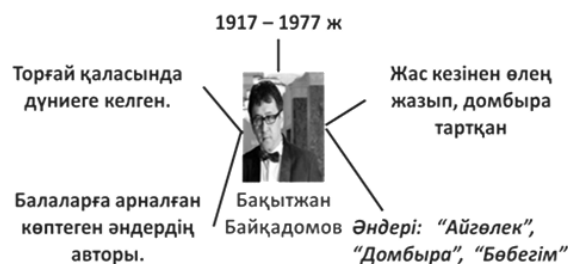 1917 – 1977 ж
Торғай қаласында
дүниеге келген.
Жас кезінен өлең
жазып, домбыра
тартқан
Балаларға арналған
көптеген әндердің
авторы.
Бақытжан
Байқадамов
Әндері: “Айгөлек”,
“Домбыра”, “Бөбегім”